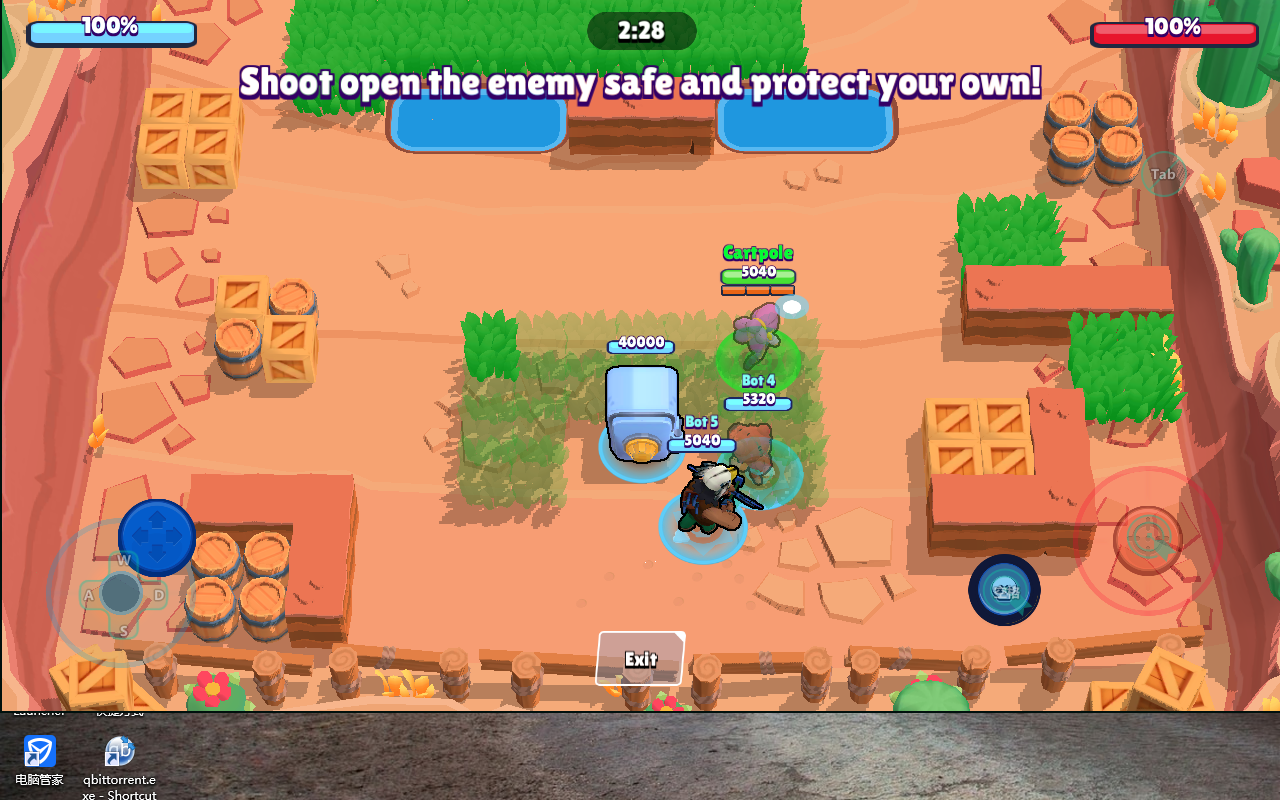 100%
2:28
100%
Shoot open the enemy safe and protect your own!
Tab
Cartpole
5040
40000
Bot 4
5320
Bot 5
5040
W
A
D
S
Exit
电脑管家
qbittorrent.e
xe - Shortcut